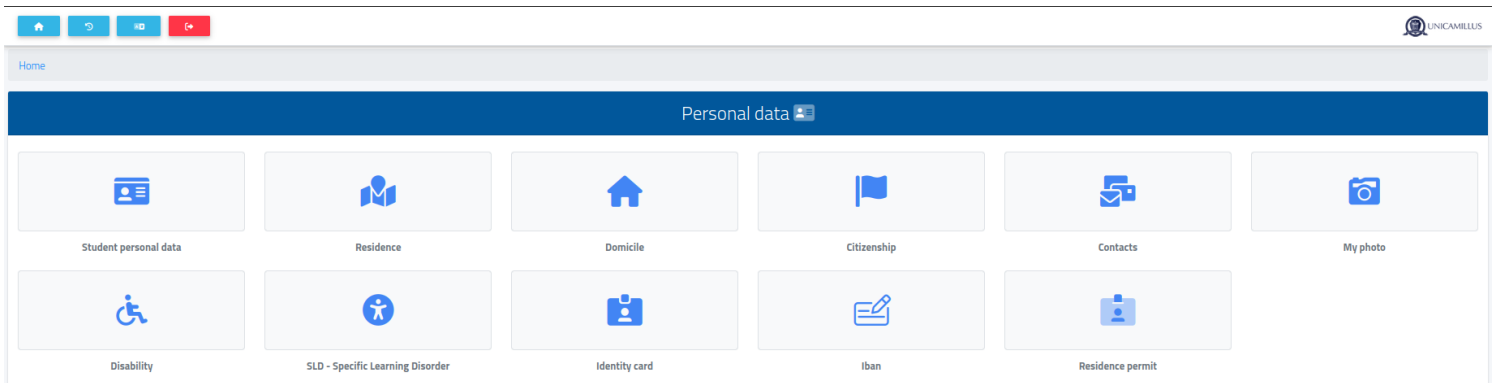 UNICAMILLUS
Home
Personal data
Student personal data
Residence
Domicile
Citizenship
Contacts
My photo
Disability
SLD - Specific Learning Disorder
Identity card
Iban
Residence permit